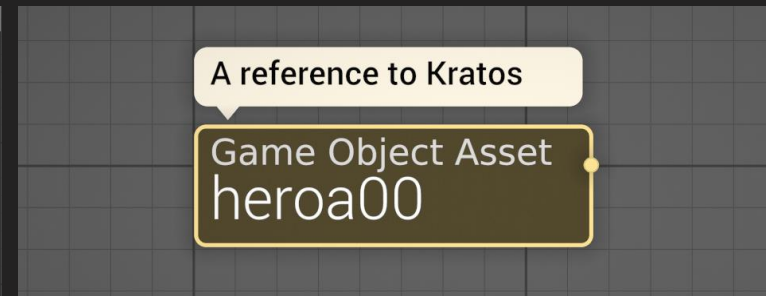 A reference to Kratos
Game Object Asset
heroa00